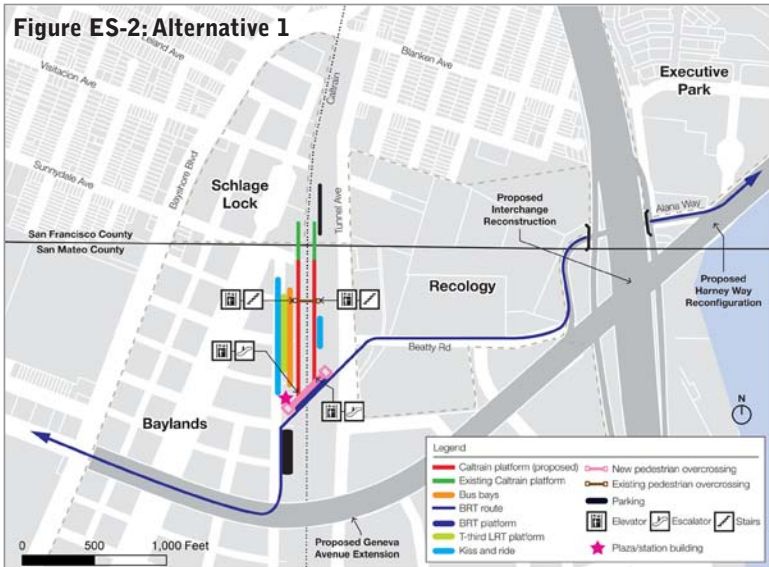 Figure ES-2: Alternative 1
Leland Ave
Visitacion Ave
Sunnydale Ave
Bayshore Blvd
Blanken Ave
Caltrain
Tunnel Ave
Executive
Park
Schlage
Lock
San Francisco County
San Mateo County
Proposed
Interchange
Reconstruction
Alana Way
Proposed
Harney Way
Reconfiguration
Recology
Beatty Rd
Baylands
N
Proposed Geneva
Avenue Extension
0 500 1,000 Feet
Legend
Caltrain platform (proposed)
Existing Caltrain platform
Bus bays
BRT route
BRT platform
T-third LRT platform
Kiss and ride
New pedestrian overcrossing
Existing pedestrian overcrossing
Parking
Elevator Escalator Stairs
Plaza/station building